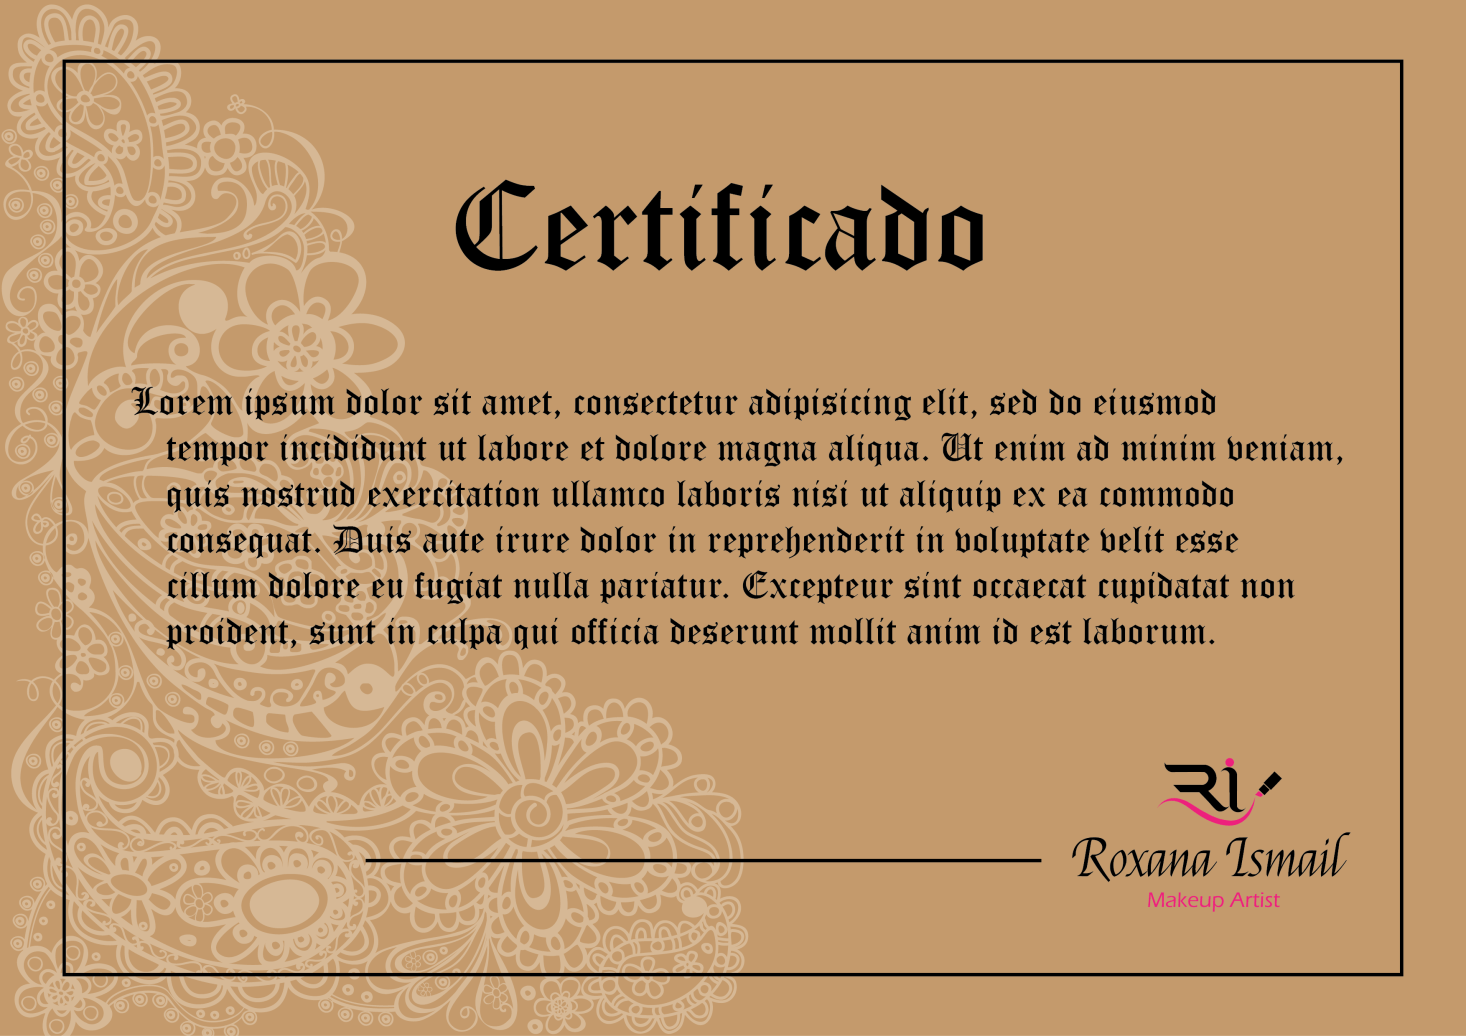 Certificado
Lorem ipsum dolor sit amet, consectetur adipisicing elit, sed do eiusmod
tempor incididunt ut labore et dolore magna aliqua. Ut enim ad minim veniam,
quis nostrud exercitation ullamco laboris nisi ut aliquip ex ea commodo
consequat. Duis aute irure dolor in reprehenderit in voluptate velit esse
cillum dolore eu fugiat nulla pariatur. Excepteur sint occaecat cupidatat non
proident, sunt in culpa qui officia deserunt mollit anim id est laborum.
Ri
Roxana Ismail
Makeup Artist